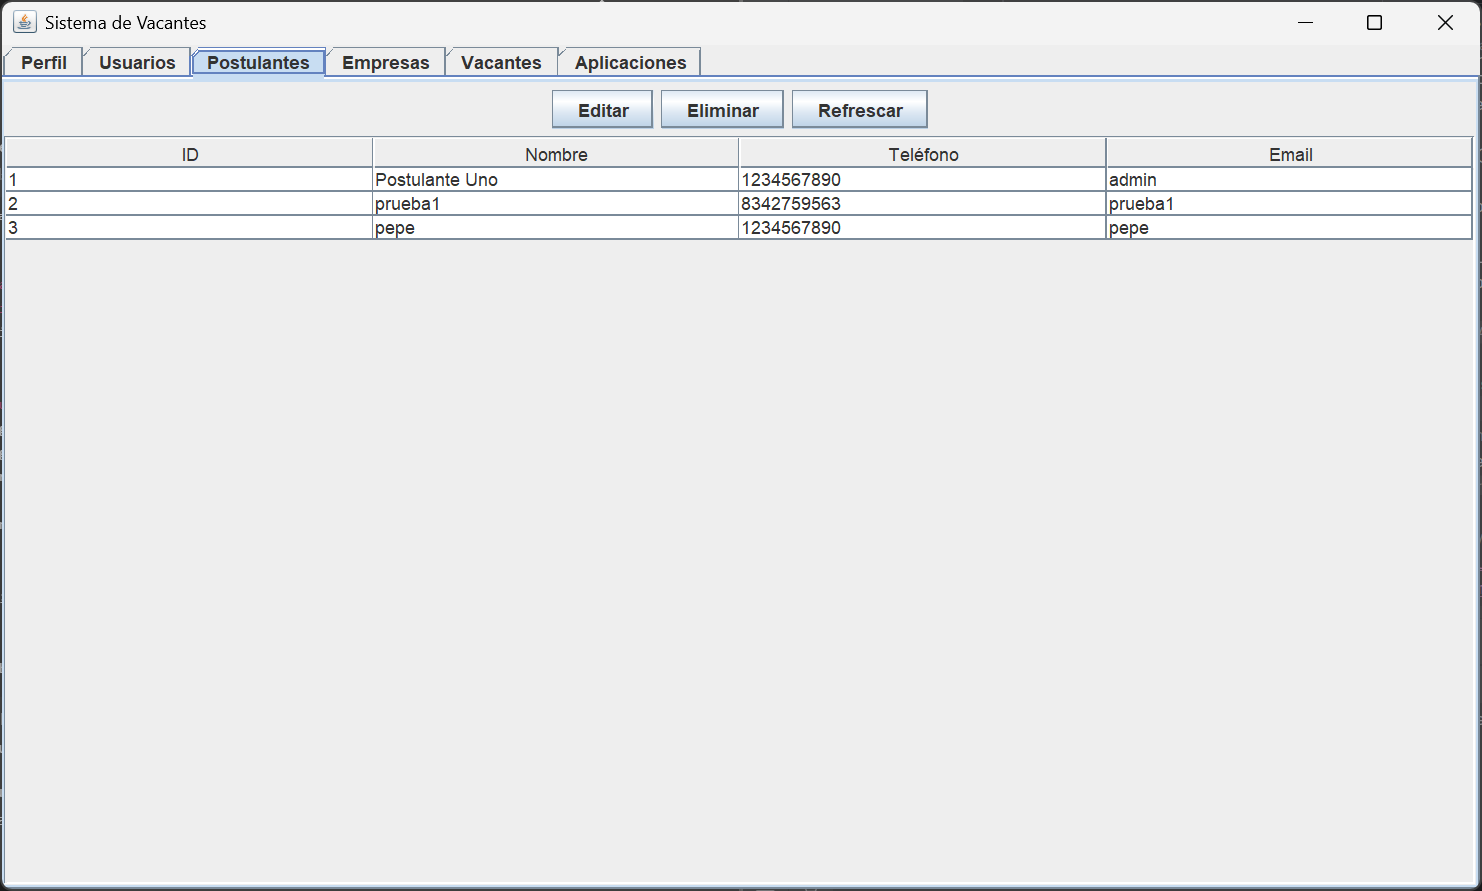 Sistema de Vacantes
Perfil Usuarios Postulantes Empresas Vacantes Aplicaciones
Editar Eliminar Refrescar
ID Nombre Teléfono Email
1 Postulante Uno 1234567890 admin
2 prueba1 8342759563 prueba1
3 pepe 1234567890 pepe